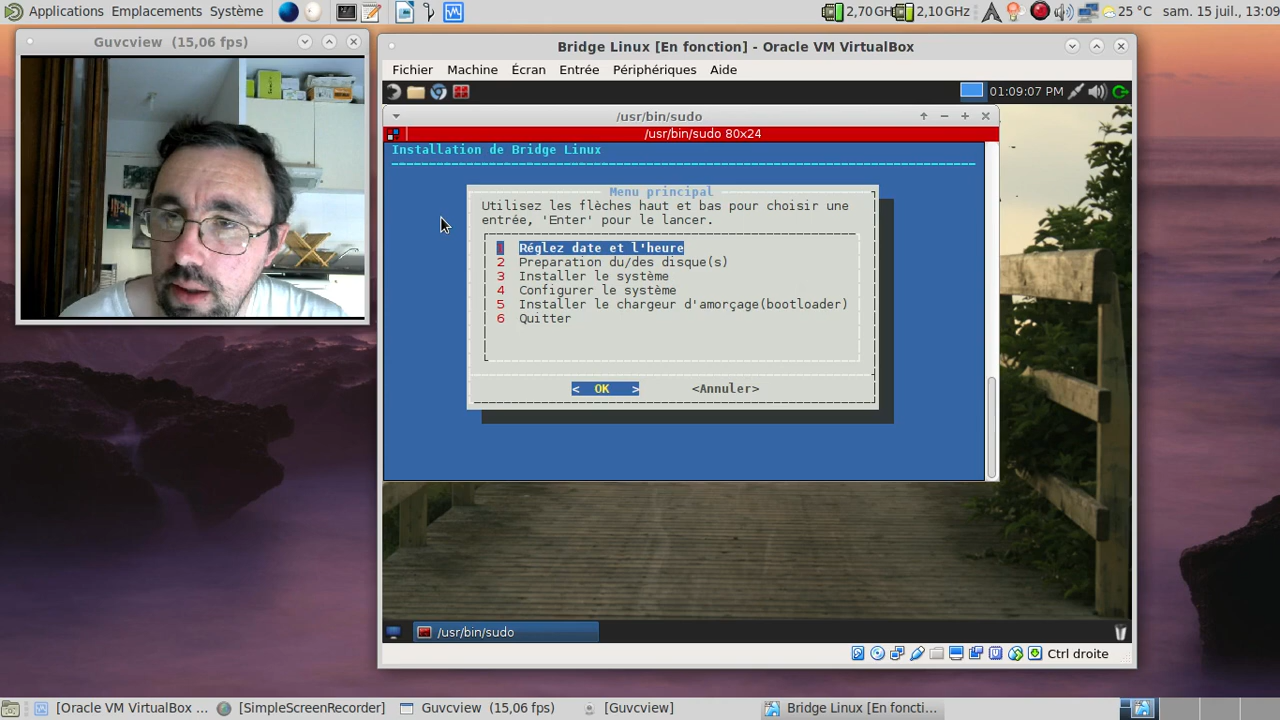 Applications Emplacements Système 2,70 GH 2,10 GHz 25 °C sam. 15 juil., 13:09
Guvcview (15,06 fps)
Bridge Linux [En fonction] - Oracle VM VirtualBox
Fichier Machine Écran Entrée Périphériques Aide
01:09:07 PM
/usr/bin/sudo
/usr/bin/sudo 80x24
Installation de Bridge Linux
Menu principal
Utilisez les flèches haut et bas pour choisir une
entrée, 'Enter' pour le lancer.
1 Réglez date et l'heure
2 Preparation du/des disque(s)
3 Installer le système
4 Configurer le système
5 Installer le chargeur d'amorçage(bootloader)
6 Quitter
< OK > <Annuler>
/usr/bin/sudo
Ctrl droite
[Oracle VM VirtualBox ... [SimpleScreenRecorder] Guvcview (15,06 fps) [Guvcview] Bridge Linux [En foncti...